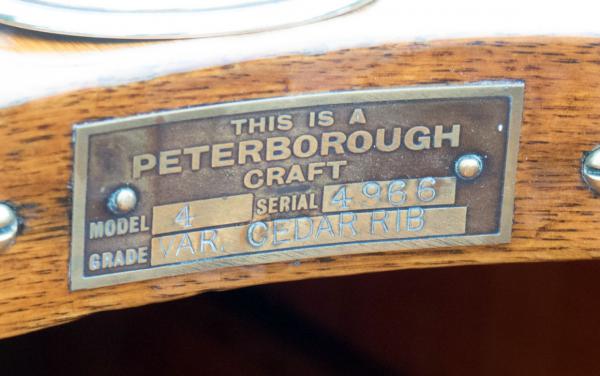 THIS IS A
PETERBOROUGH
CRAFT
MODEL 4 SERIAL 4966
GRADE VAR. CEDAR RIB